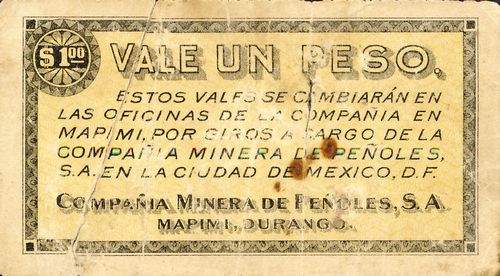 $1.00 VALE UN PESO.
ESTOS VALES SE CAMBIARÁN EN
LAS OFICINAS DE LA COMPAÑIA EN
MAPIMI, POR GIROS A CARGO DE LA
COMPAÑIA MINERA DE PEÑOLES,
S.A. EN LA CIUDAD DE MEXICO, D.F.
COMPAÑIA MINERA DE PEÑOLES, S.A.
MAPIMI, DURANGO.